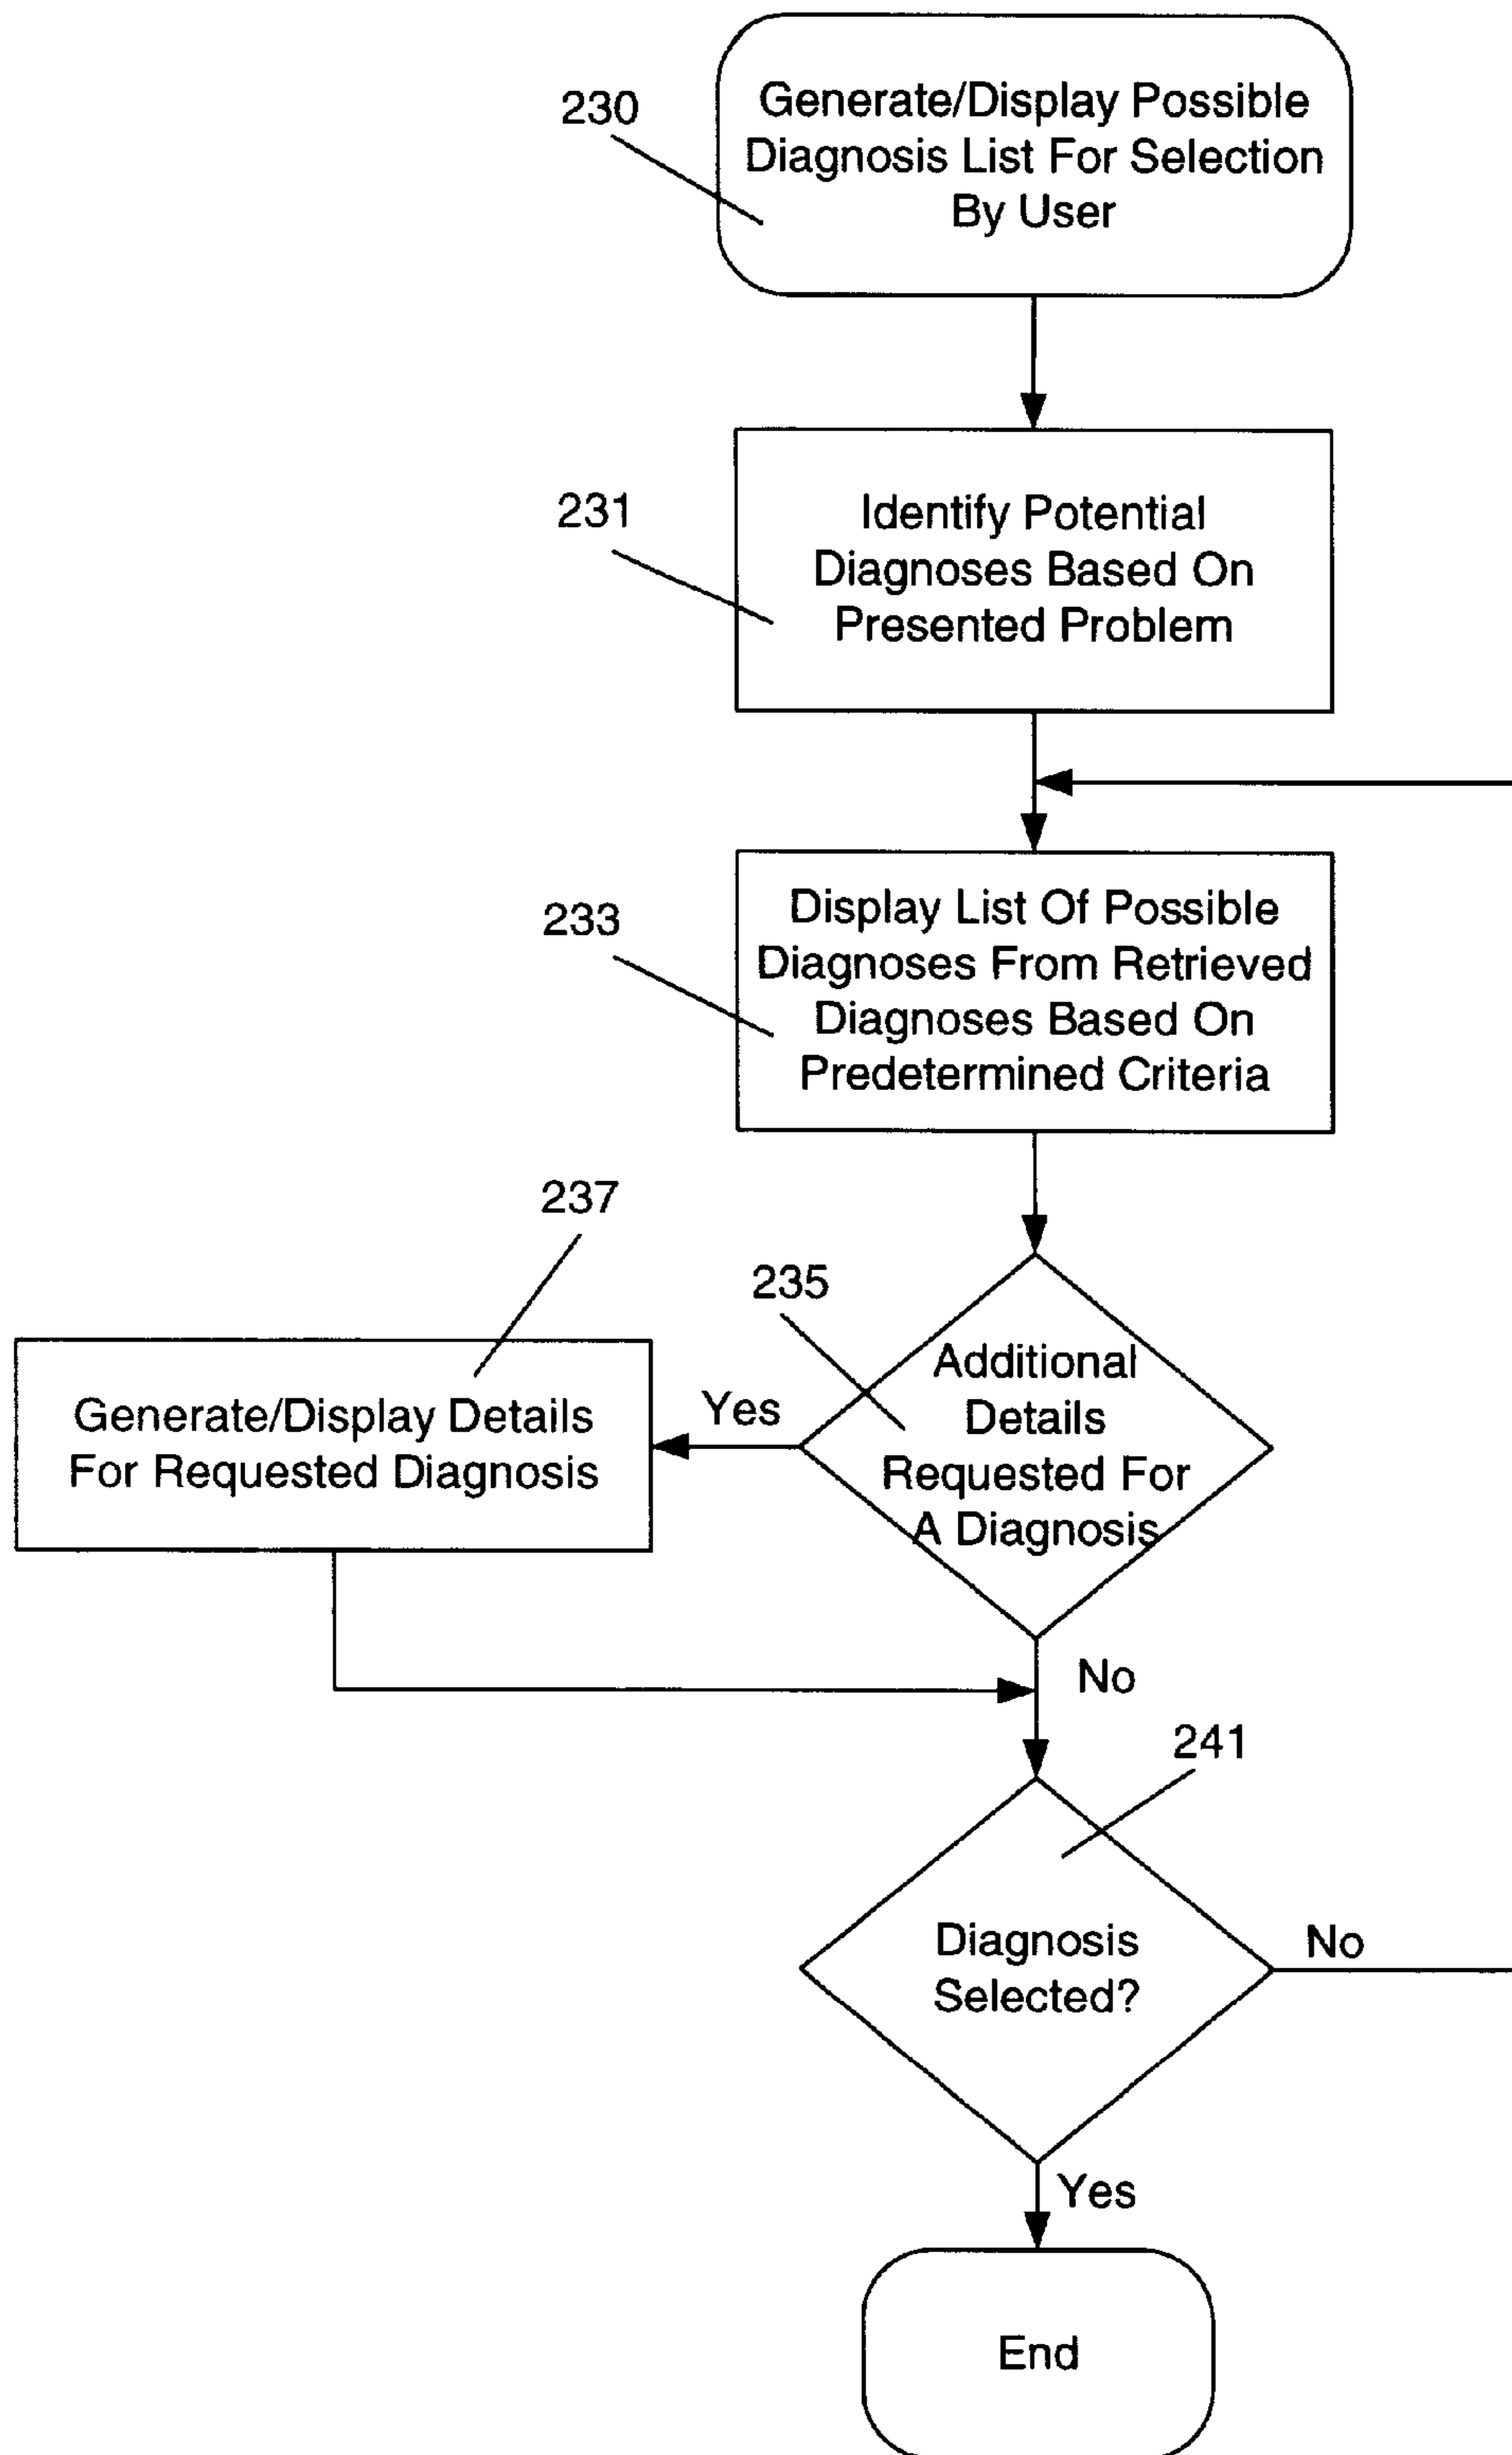 230
Generate/Display Possible
Diagnosis List For Selection
By User
231
Identify Potential
Diagnoses Based On
Presented Problem
233
Display List Of Possible
Diagnoses From Retrieved
Diagnoses Based On
Predetermined Criteria
237
235
Generate/Display Details
For Requested Diagnosis
Yes
Additional
Details
Requested For
A Diagnosis
No
241
Diagnosis
Selected?
No
Yes
End